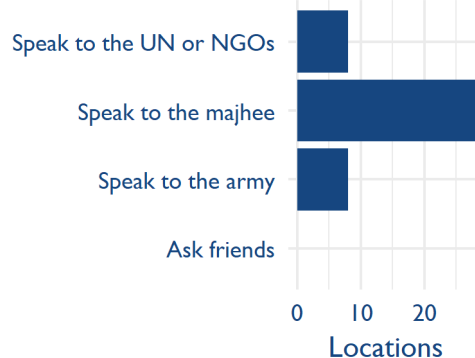 Speak to the UN or NGOs
Speak to the majhee
Speak to the army
Ask friends
0 10 20
Locations